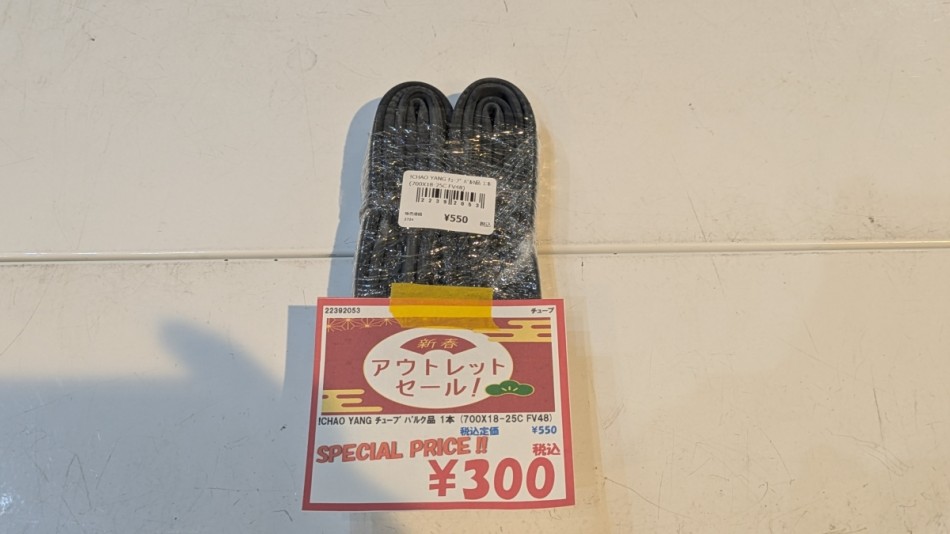 !CHAO YANG ﾁｭｰﾌﾞ ﾊﾞﾙｸ品 1本
(700X18-25C FV48)
22392053
¥550 税込
22392053 チューブ
新春
アウトレット
セール!
!CHAO YANG ﾁｭｰﾌﾞ ﾊﾞﾙｸ品 1本 (700X18-25C FV48)
税込定価 ¥550
SPECIAL PRICE!! 税込
¥300